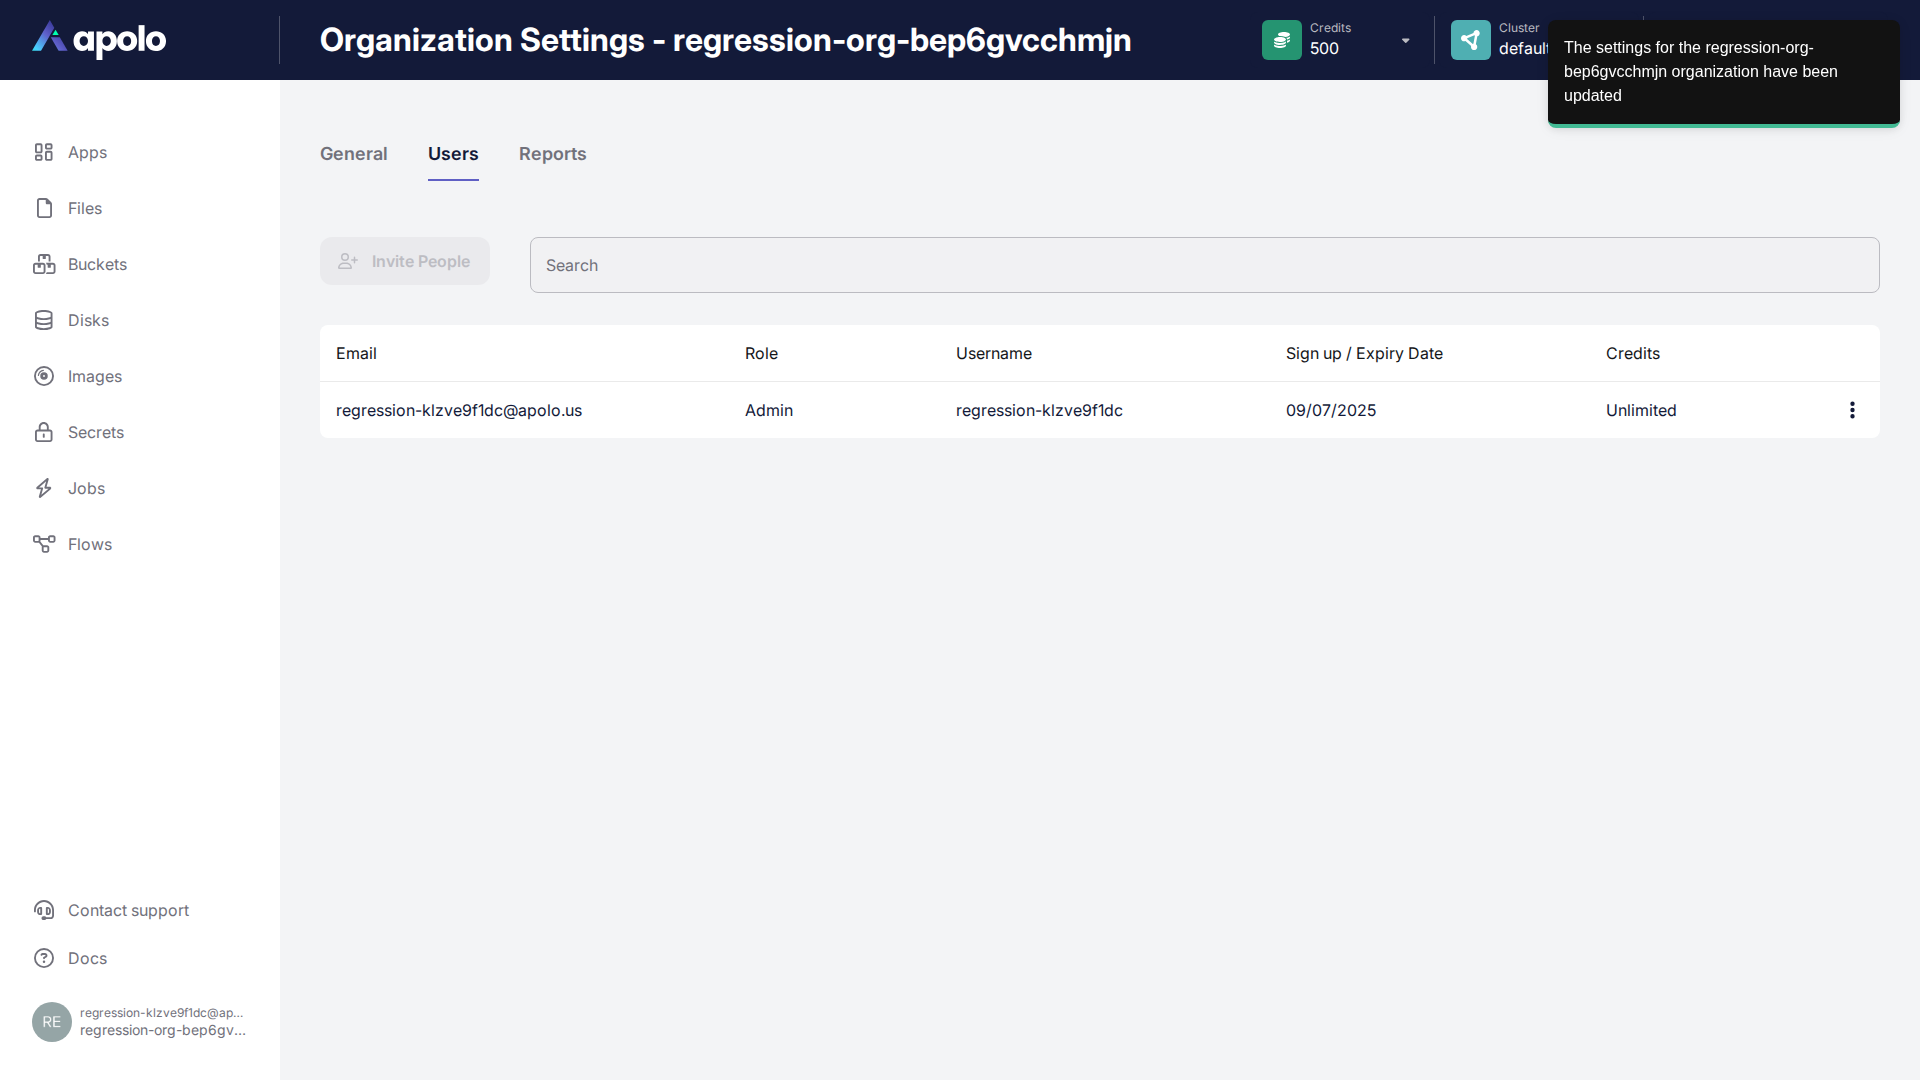 apolo
Organization Settings - regression-org-bep6gvcchmjn
Credits
500
Cluster
default
The settings for the regression-org-
bep6gvcchmjn organization have been
updated
Apps
Files
Buckets
Disks
Images
Secrets
Jobs
Flows
General
Users
Reports
Invite People
Search
Email
Role
Username
Sign up / Expiry Date
Credits
regression-klzve9f1dc@apolo.us
Admin
regression-klzve9f1dc
09/07/2025
Unlimited
Contact support
Docs
RE
regression-klzve9f1dc@ap...
regression-org-bep6gv...